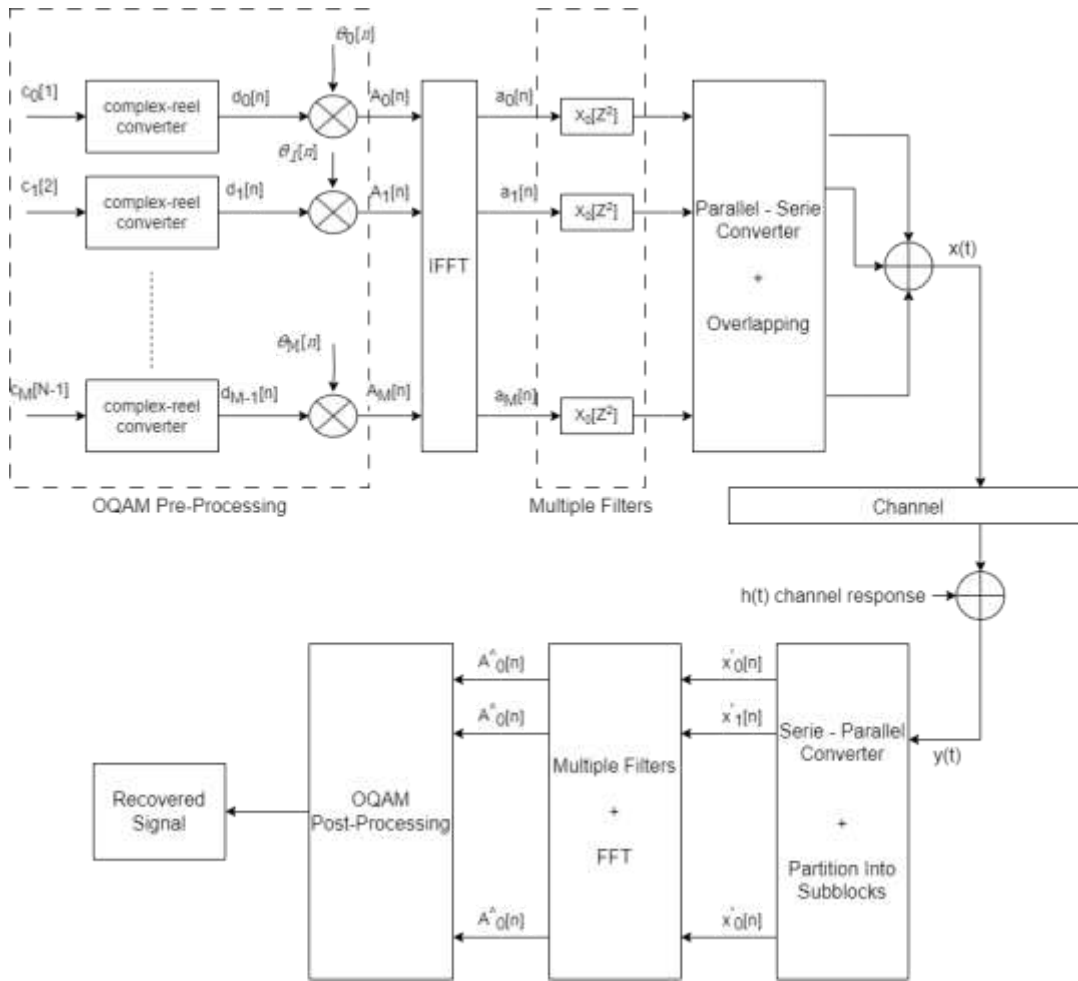 θ0[n]
c0[1]
complex-reel
converter
d0[n]
A0[n]
a0[n]
X0[Z2]
θ1[n]
c1[2]
complex-reel
converter
d1[n]
A1[n]
a1[n]
X0[Z2]
IFFT
Parallel - Serie
Converter
+
Overlapping
x(t)
θM[n]
cM[N-1]
complex-reel
converter
dM-1[n]
AM[n]
aM[n]
X0[Z2]
OQAM Pre-Processing
Multiple Filters
Channel
h(t) channel response
A^0[n]
x'0[n]
A^0[n]
x'1[n]
Serie - Parallel
Converter
+
Partition Into
Subblocks
y(t)
Multiple Filters
+
FFT
OQAM
Post-Processing
Recovered
Signal
A^0[n]
x'0[n]